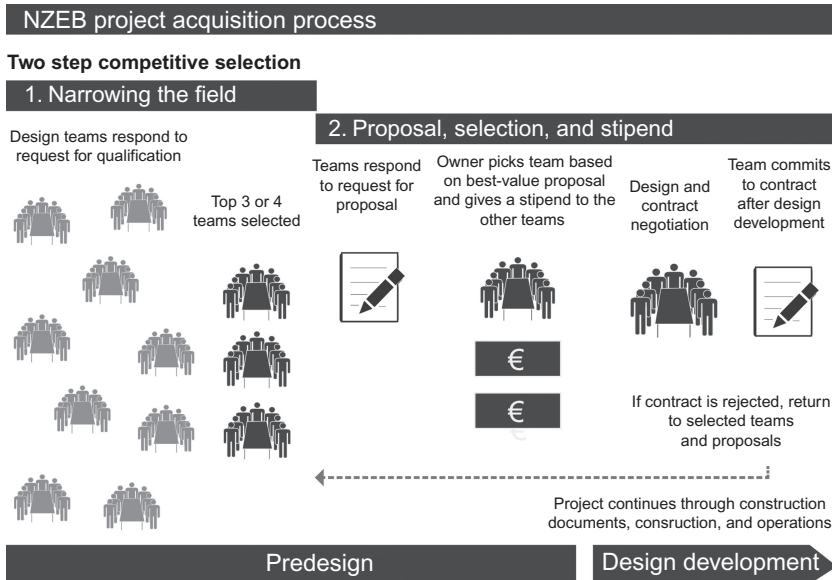 NZEB project acquisition process
Two step competitive selection
1. Narrowing the field
Design teams respond to
request for qualification
Top 3 or 4
teams selected
2. Proposal, selection, and stipend
Teams respond
to request for
proposal
Owner picks team based
on best-value proposal
and gives a stipend to the
other teams
€
€
€
Design and
contract
negotiation
Team commits
to contract
after design
development
If contract is rejected, return
to selected teams
and proposals
Project continues through construction
documents, consruction, and operations
Predesign
Design development